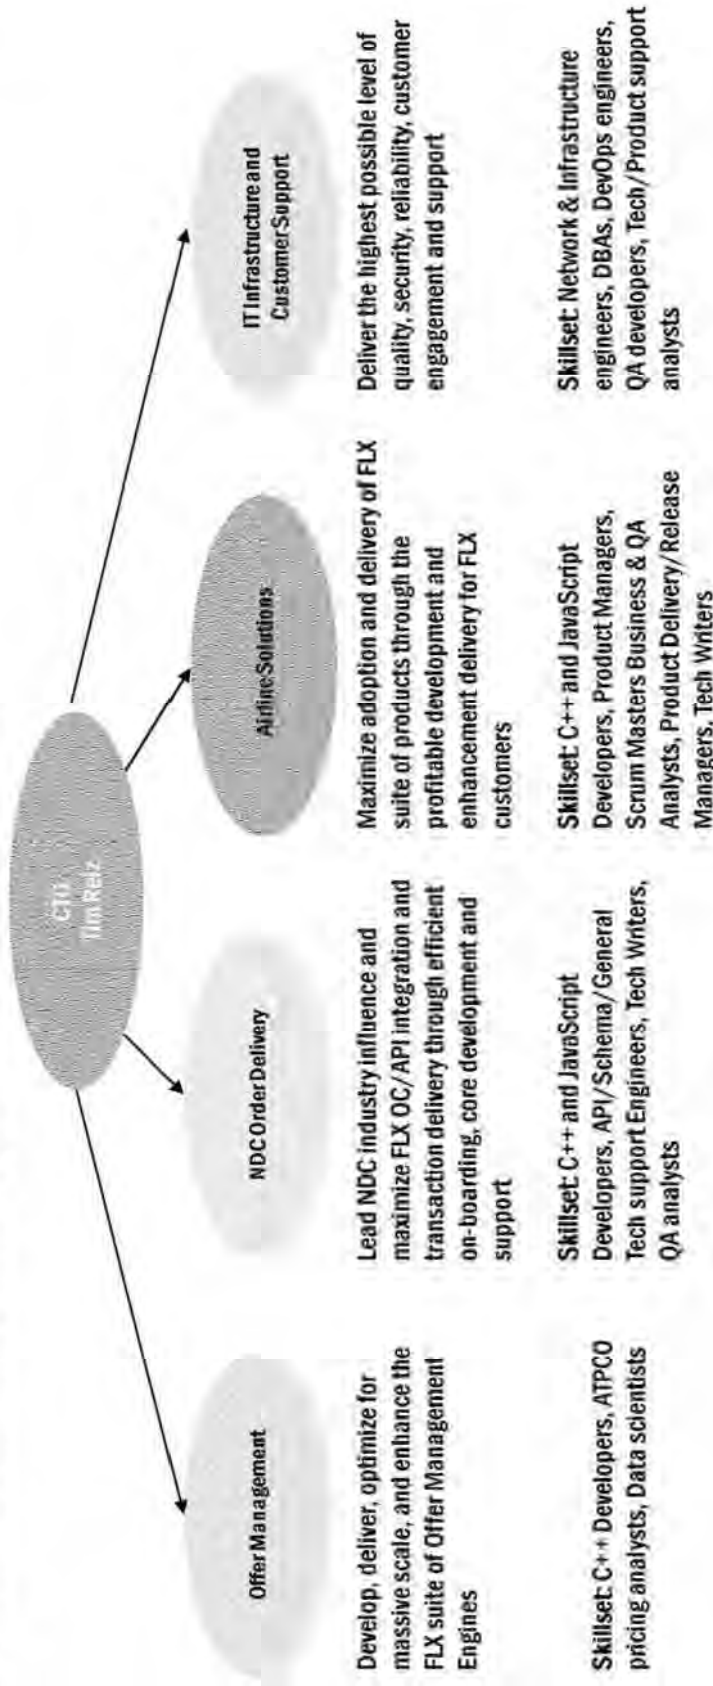 CTO
Tim Reiz
Offer Management
Develop, deliver, optimize for
massive scale, and enhance the
FLX suite of Offer Management
Engines
Skillset: C++ Developers, ATPCO
pricing analysts, Data scientists
NDC Order Delivery
Lead NDC industry influence and
maximize FLX OC/API integration and
transaction delivery through efficient
on-boarding, core development and
support
Skillset: C++ and JavaScript
Developers, API/Schema/General
Tech support Engineers, Tech Writers,
QA analysts
Airline Solutions
Maximize adoption and delivery of FLX
suite of products through the
profitable development and
enhancement delivery for FLX
customers
Skillset: C++ and JavaScript
Developers, Product Managers,
Scrum Masters Business & QA
Analysts, Product Delivery/Release
Managers, Tech Writers
IT Infrastructure and
Customer Support
Deliver the highest possible level of
quality, security, reliability, customer
engagement and support
Skillset: Network & Infrastructure
engineers, DBAs, DevOps engineers,
QA developers, Tech/Product support
analysts